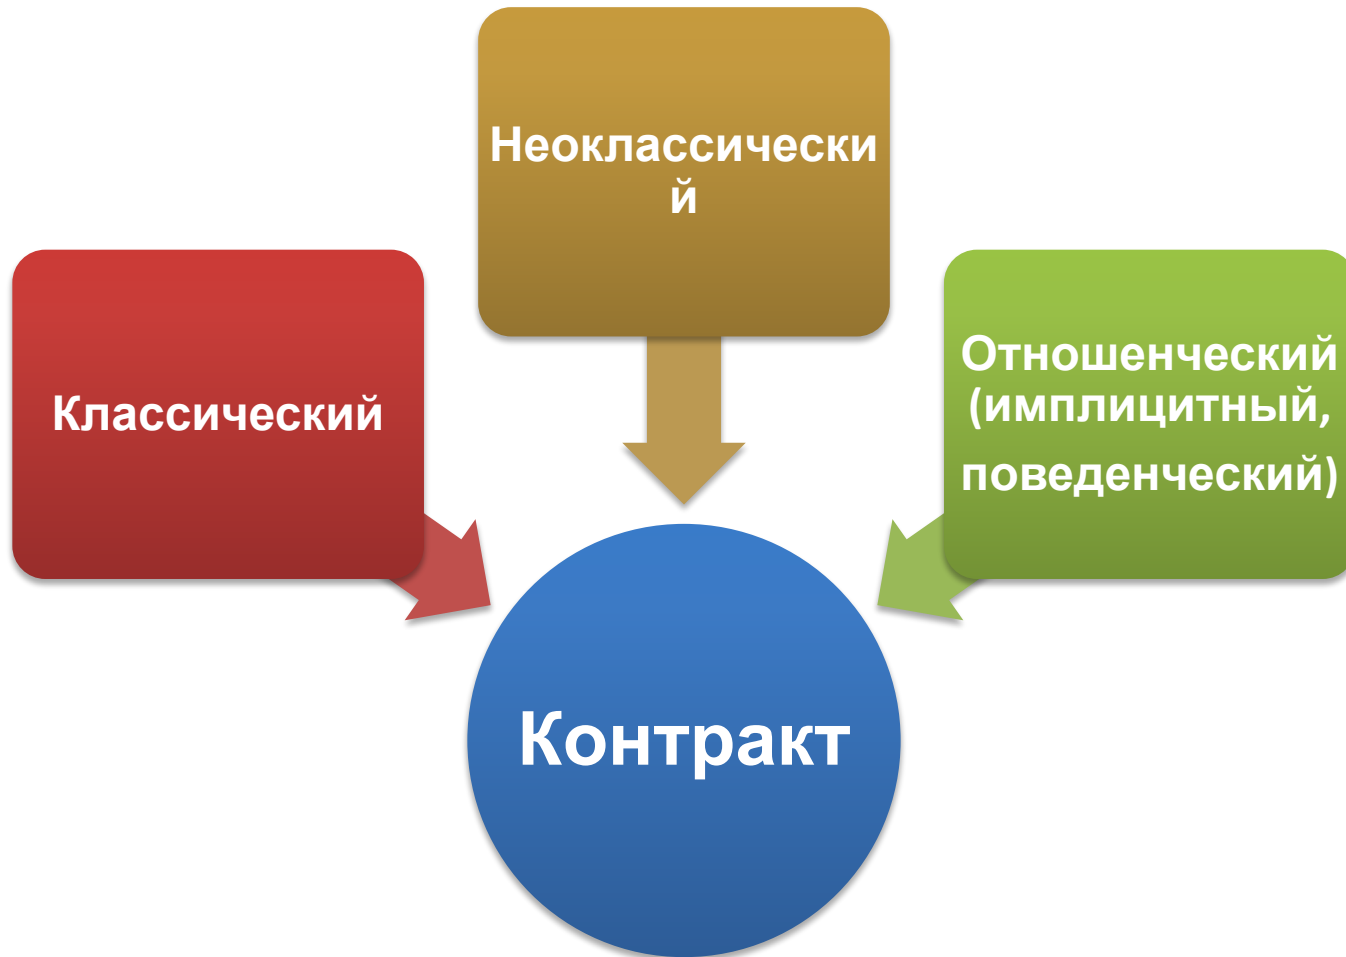 Неоклассически
й
Классический
Отношенческий
(имплицитный,
поведенческий)
Контракт